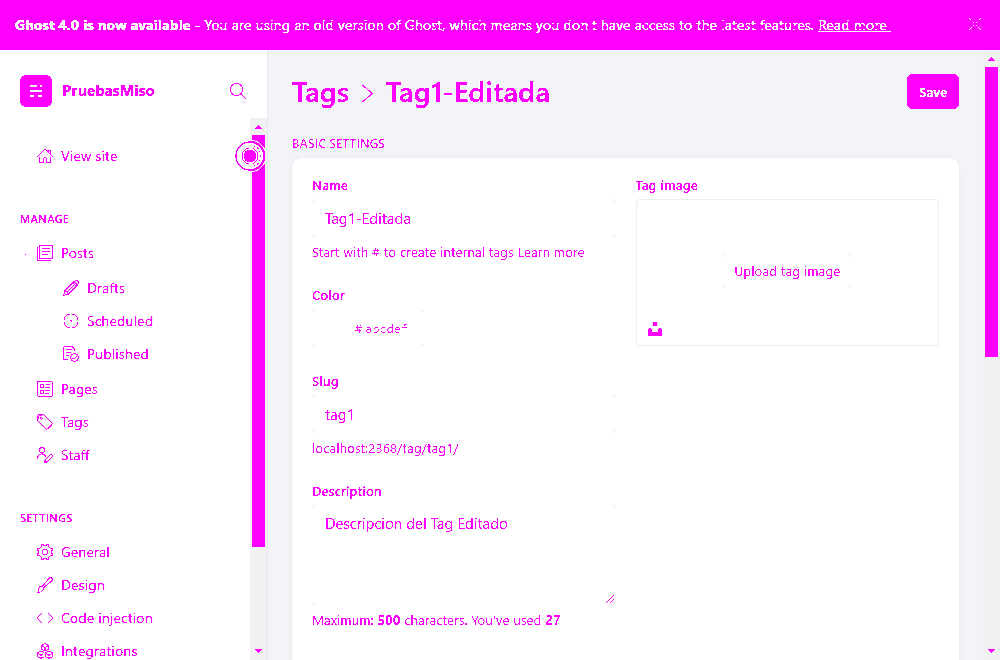 Ghost 4.0 is now available - You are using an old version of Ghost, which means you don't have access to the latest features. Read more
PruebasMiso
View site
MANAGE
Posts
Drafts
Scheduled
Published
Pages
Tags
Staff
SETTINGS
General
Design
Code injection
Integrations
Tags > Tag1-Editada
Save
BASIC SETTINGS
Name
Tag1-Editada
Start with # to create internal tags Learn more
Color
# abcdef
Slug
tag1
localhost:2368/tag/tag1/
Description
Descripcion del Tag Editado
Maximum: 500 characters. You've used 27
Tag image
Upload tag image